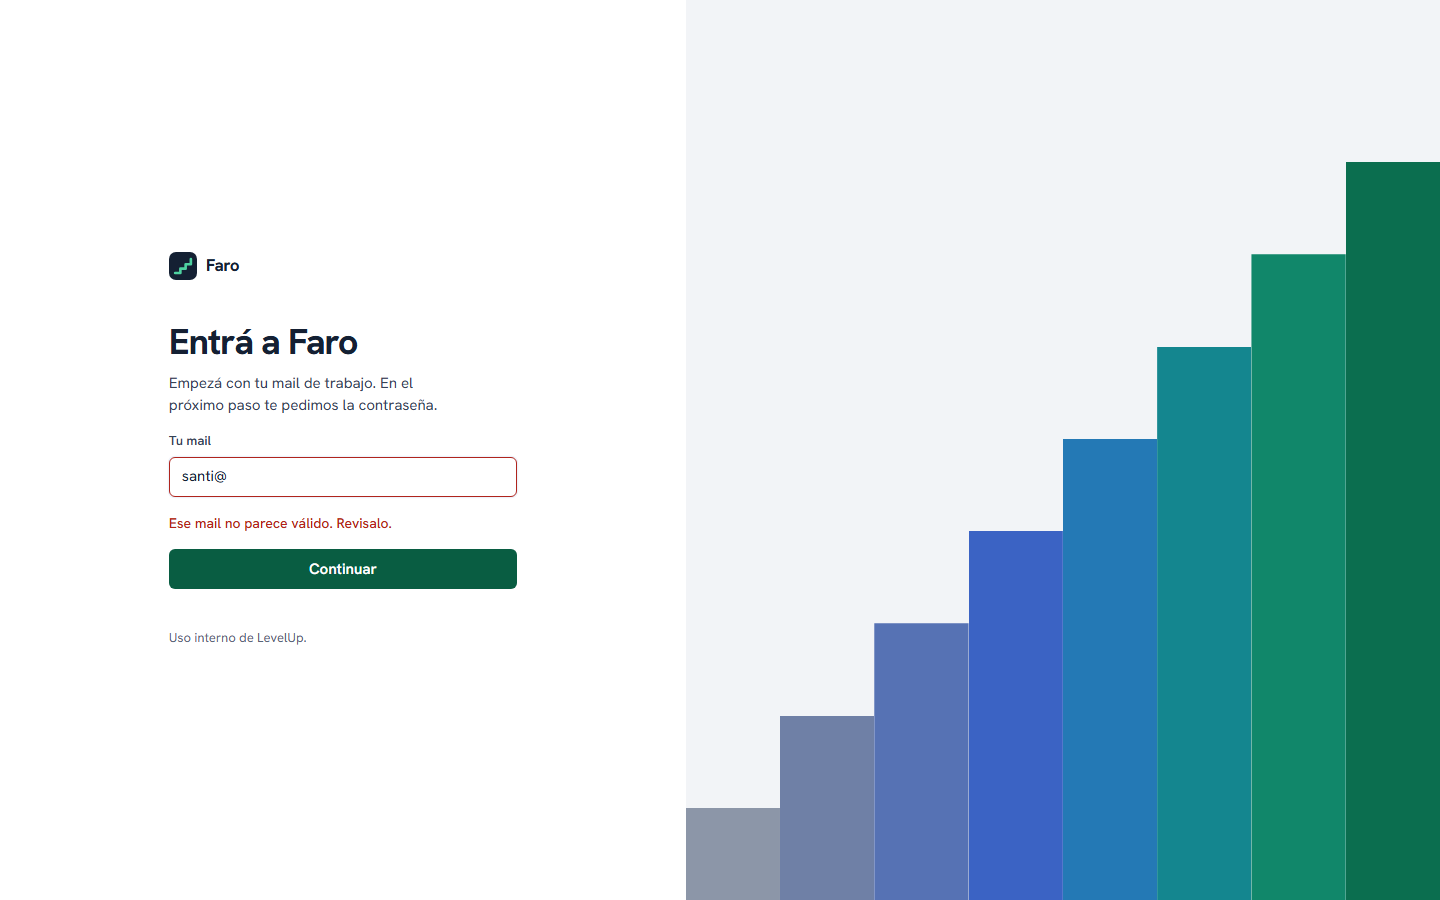 Faro
Entrá a Faro
Empezá con tu mail de trabajo. En el
próximo paso te pedimos la contraseña.
Tu mail
santi@
Ese mail no parece válido. Revisalo.
Continuar
Uso interno de LevelUp.